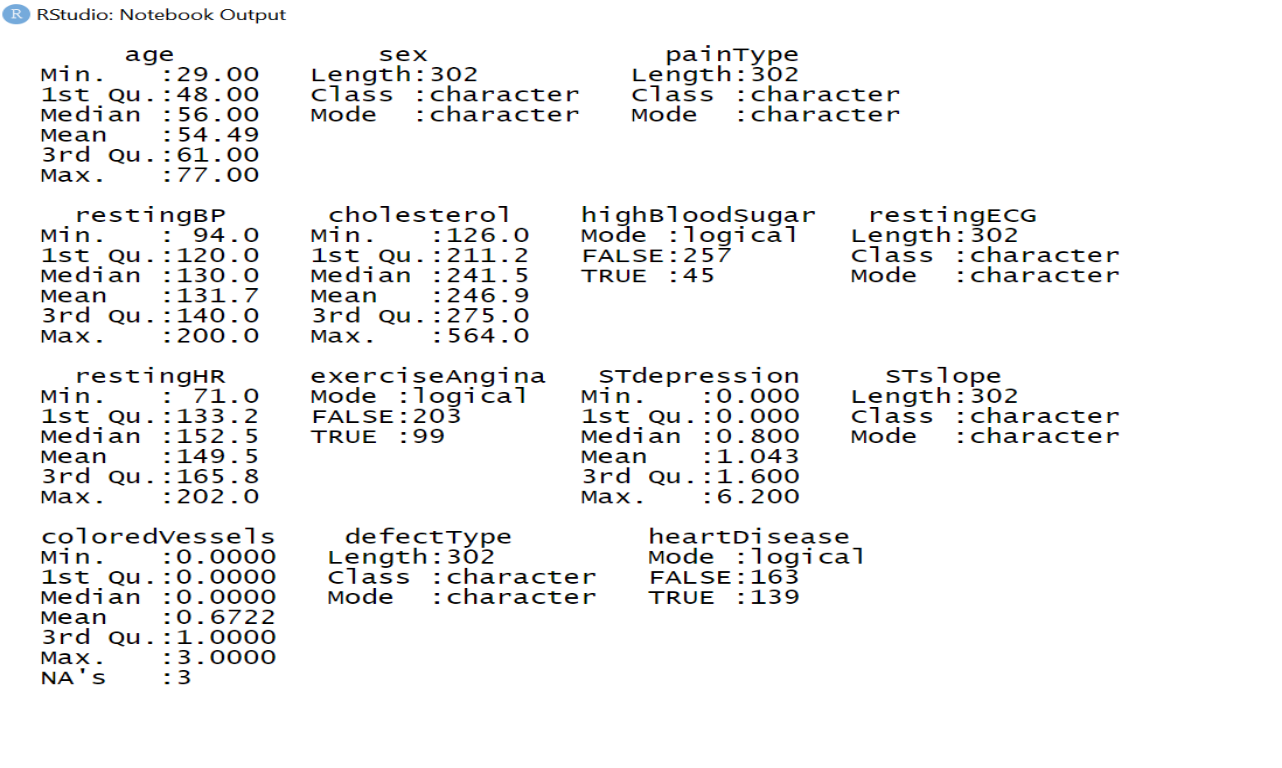 R RStudio: Notebook Output
age sex painType
Min. :29.00 Length:302 Length:302
1st Qu.:48.00 Class :character Class :character
Median :56.00 Mode :character Mode :character
Mean :54.49
3rd Qu.:61.00
Max. :77.00
restingBP cholesterol highBloodSugar restingECG
Min. : 94.0 Min. :126.0 Mode :logical Length:302
1st Qu.:120.0 1st Qu.:211.2 FALSE:257 Class :character
Median :130.0 Median :241.5 TRUE :45 Mode :character
Mean :131.7 Mean :246.9
3rd Qu.:140.0 3rd Qu.:275.0
Max. :200.0 Max. :564.0
restingHR exerciseAngina STdepression STslope
Min. : 71.0 Mode :logical Min. :0.000 Length:302
1st Qu.:133.2 FALSE:203 1st Qu.:0.000 Class :character
Median :152.5 TRUE :99 Median :0.800 Mode :character
Mean :149.5 Mean :1.043
3rd Qu.:165.8 3rd Qu.:1.600
Max. :202.0 Max. :6.200
coloredVessels defectType heartDisease
Min. :0.0000 Length:302 Mode :logical
1st Qu.:0.0000 Class :character FALSE:163
Median :0.0000 Mode :character TRUE :139
Mean :0.6722
3rd Qu.:1.0000
Max. :3.0000
NA's :3